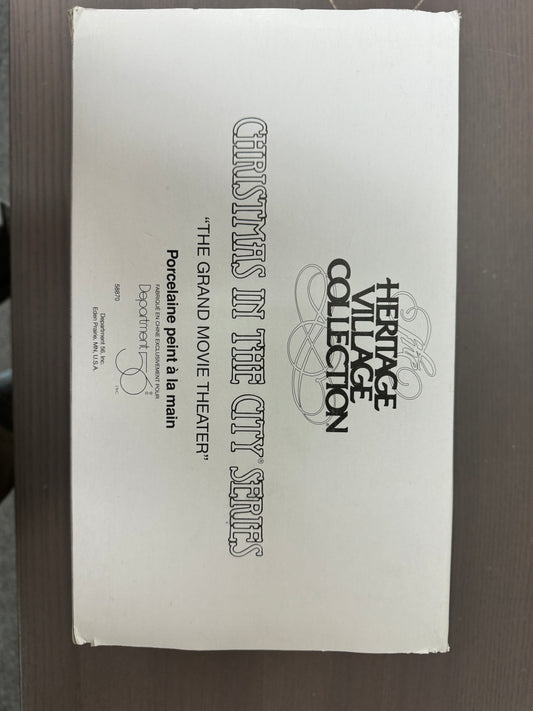 The
HERITAGE
VILLAGE
COLLECTION
CHRISTMAS IN THE CITY® SERIES
“THE GRAND MOVIE THEATER”
Porcelaine peint à la main
FABRIQUÉ EN CHINE EXCLUSIVEMENT POUR
Department 56 INC.
58870
Department 56, Inc.
Eden Prairie, MN, U.S.A.